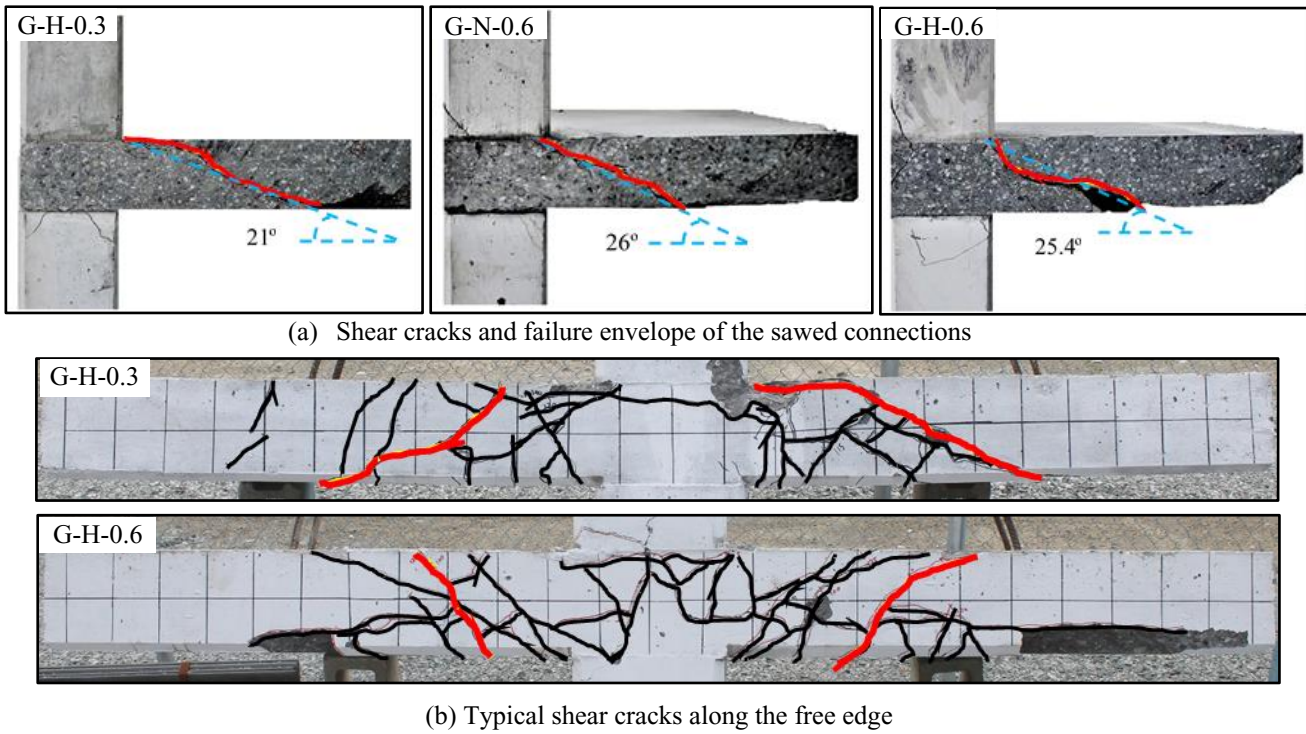 G-H-0.3
G-N-0.6
G-H-0.6
21º
26º
25.4º
(a) Shear cracks and failure envelope of the sawed connections
G-H-0.3
G-H-0.6
(b) Typical shear cracks along the free edge